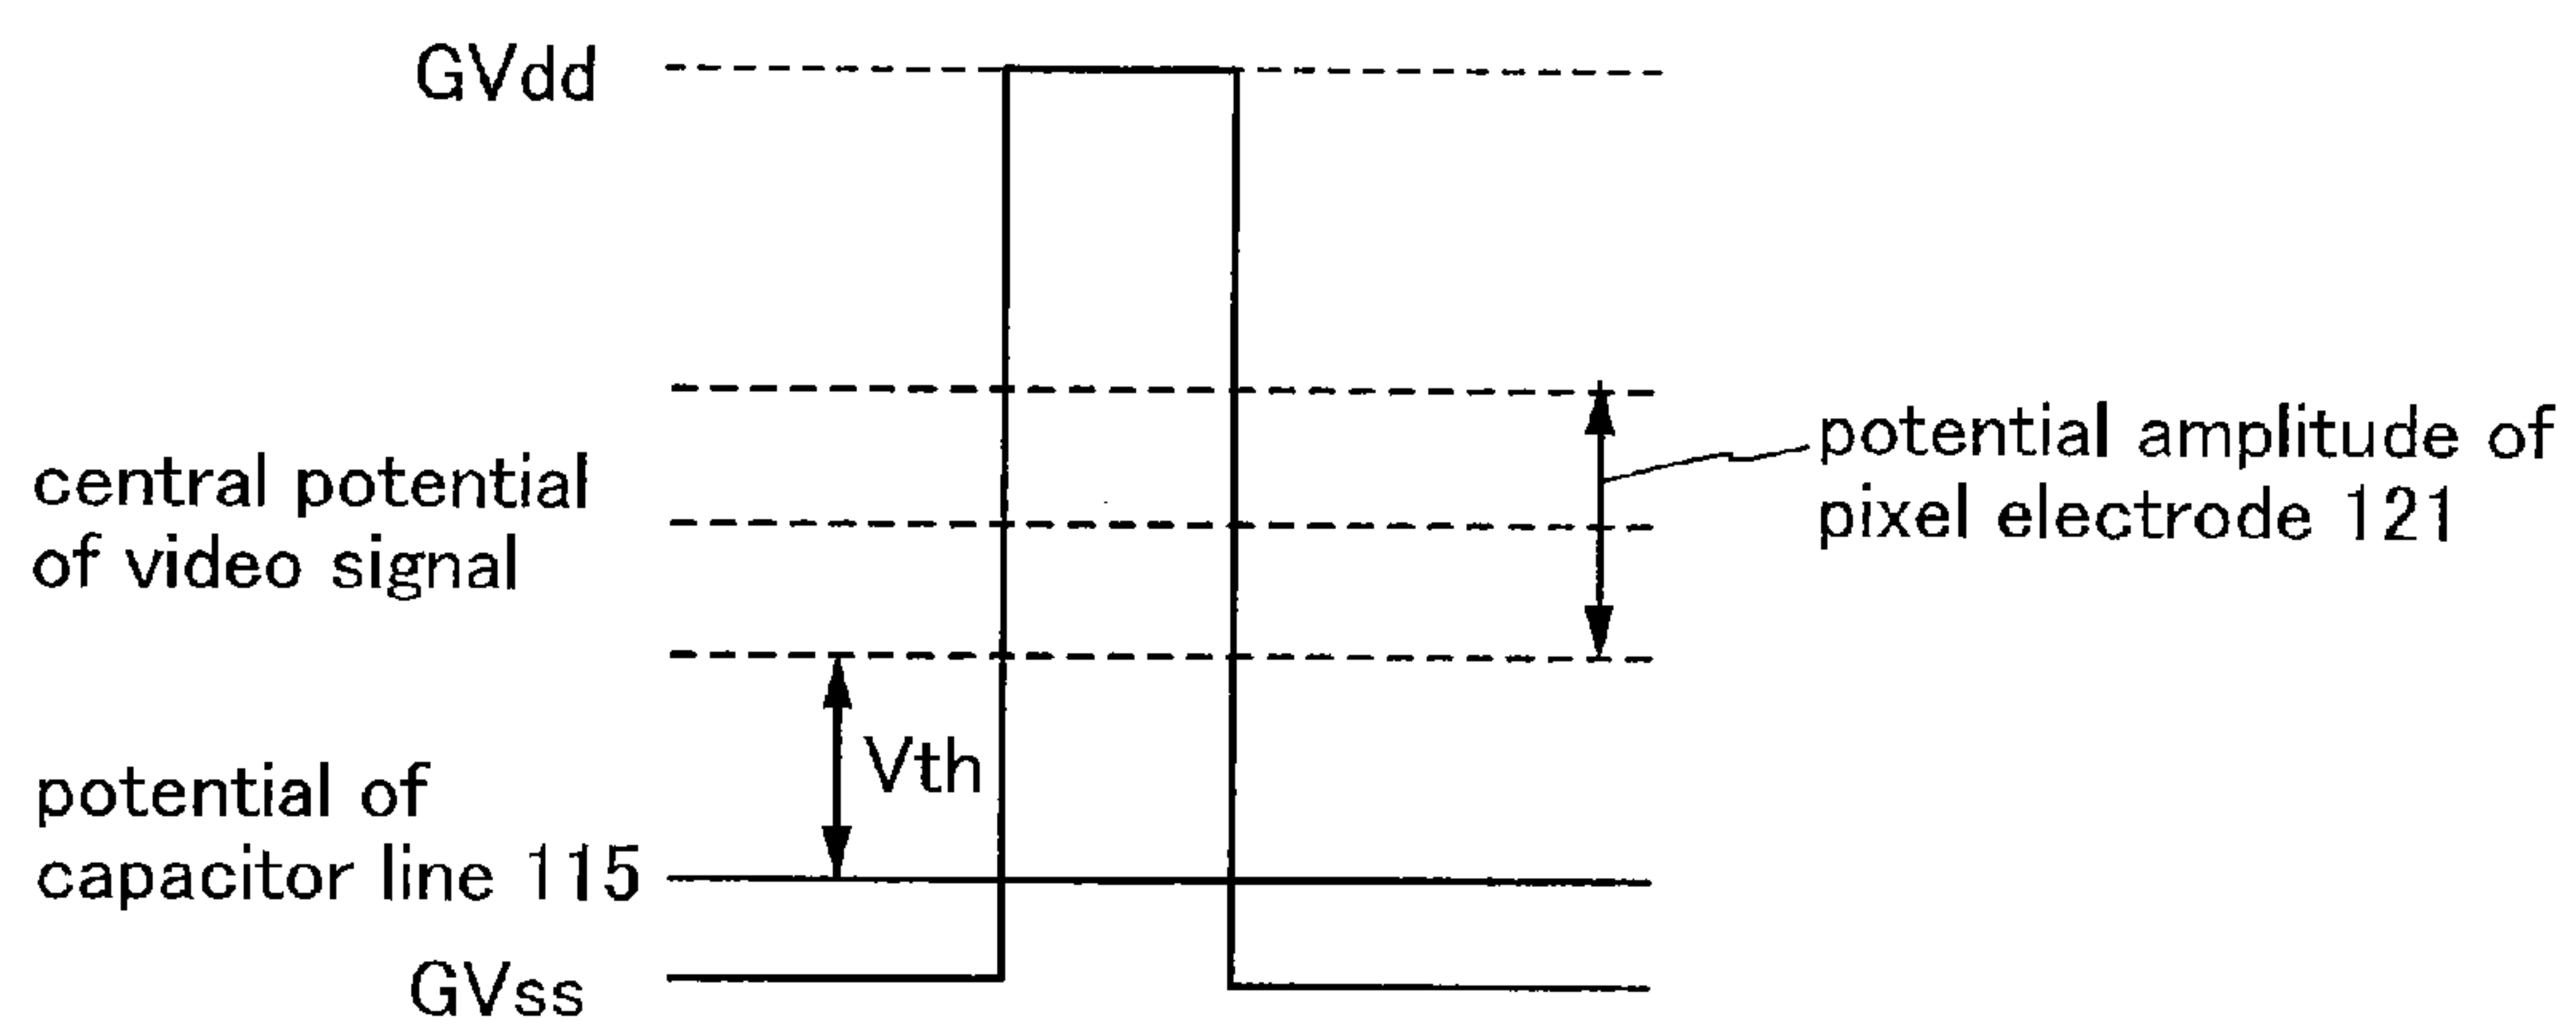 GVdd
central potential
of video signal
potential amplitude of
pixel electrode 121
Vth
potential of
capacitor line 115
GVss